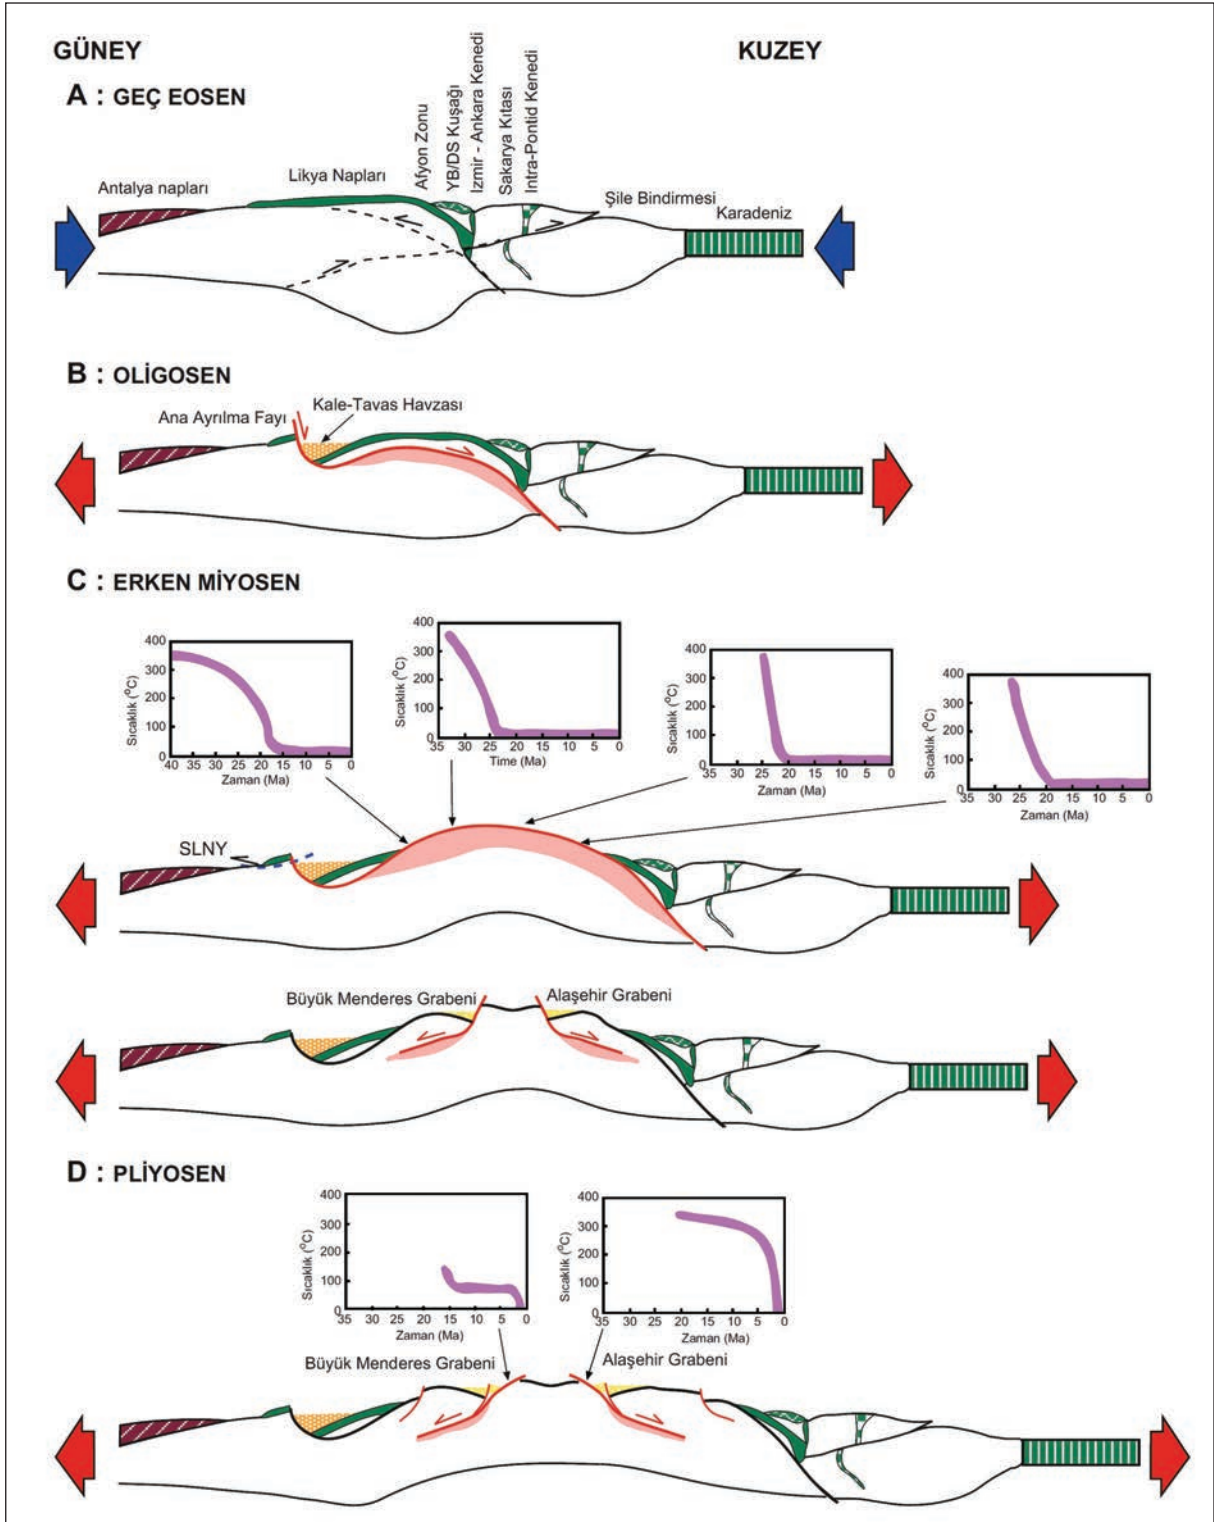 GÜNEY
KUZEY
A : GEÇ EOSEN
Afyon Zonu
YB/DS Kuşağı
Izmir - Ankara Kenedi
Sakarya Kıtası
Intra-Pontid Kenedi
Antalya napları
Likya Napları
Şile Bindirmesi
Karadeniz
B : OLİGOSEN
Ana Ayrılma Fayı
Kale-Tavas Havzası
C : ERKEN MİYOSEN
Sıcaklık (°C)
400
300
200
100
0
40 35 30 25 20 15 10 5 0
Zaman (Ma)
Sıcaklık (°C)
400
300
200
100
0
35 30 25 20 15 10 5 0
Time (Ma)
Sıcaklık (°C)
400
300
200
100
0
35 30 25 20 15 10 5 0
Zaman (Ma)
Sıcaklık (°C)
400
300
200
100
0
35 30 25 20 15 10 5 0
Zaman (Ma)
SLNY
Büyük Menderes Grabeni
Alaşehir Grabeni
D : PLİYOSEN
Sıcaklık (°C)
400
300
200
100
0
35 30 25 20 15 10 5 0
Zaman (Ma)
Sıcaklık (°C)
400
300
200
100
0
35 30 25 20 15 10 5 0
Zaman (Ma)
Büyük Menderes Grabeni
Alaşehir Grabeni